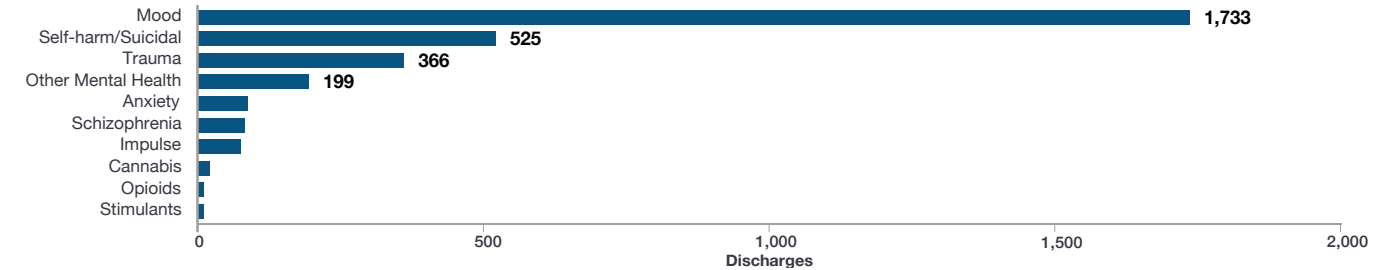 Mood 1,733
Self-harm/Suicidal 525
Trauma 366
Other Mental Health 199
Anxiety
Schizophrenia
Impulse
Cannabis
Opioids
Stimulants
0 500 1,000 1,500 2,000
Discharges